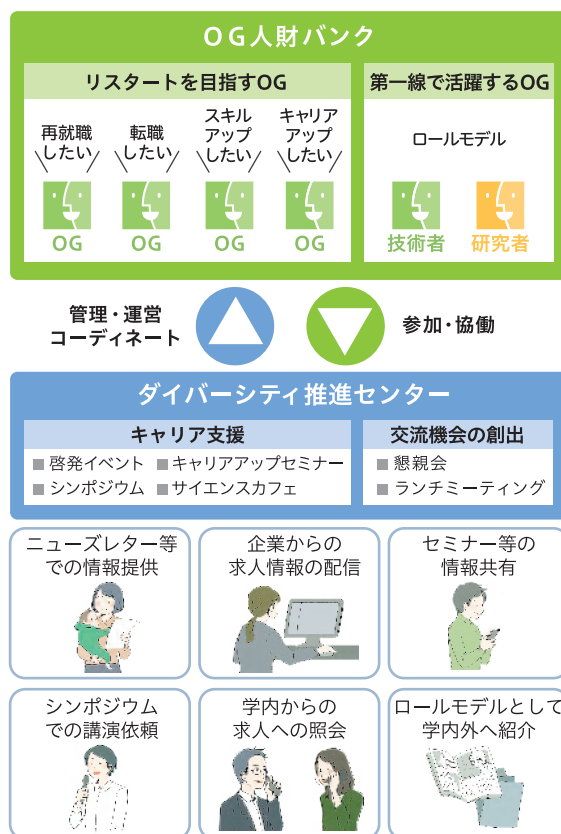 OG人財バンク
リスタートを目指すOG
第一線で活躍するOG
再就職
したい
転職
したい
スキル
アップ
したい
キャリア
アップ
したい
ロールモデル
OG
OG
OG
OG
技術者
研究者
管理・運営
コーディネート
参加・協働
ダイバーシティ推進センター
キャリア支援
交流機会の創出
■啓発イベント ■キャリアアップセミナー
■シンポジウム ■サイエンスカフェ
■懇親会
■ランチミーティング
ニューズレター等
での情報提供
企業からの
求人情報の配信
セミナー等の
情報共有
シンポジウム
での講演依頼
学内からの
求人への照会
ロールモデルとして
学内外へ紹介